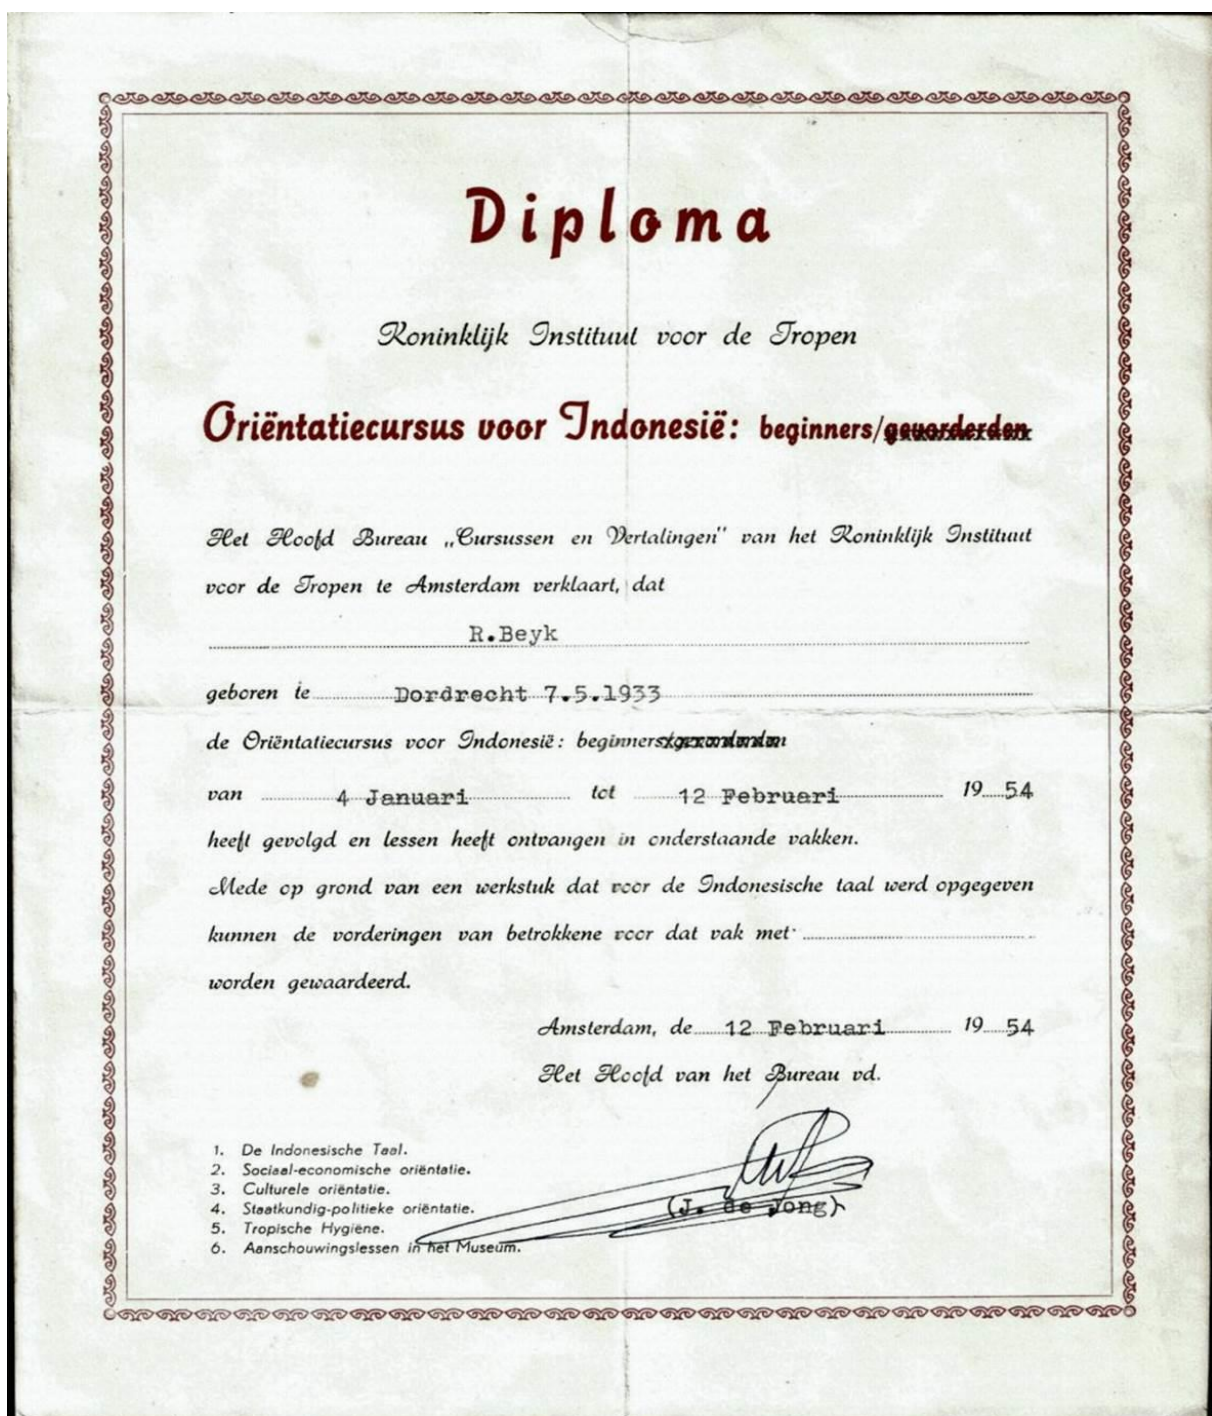 Diploma
Koninklijk Instituut voor de Tropen
Oriëntatiecursus voor Indonesië: beginners/gevorderden
Het Hoofd Bureau „Cursussen en Vertalingen" van het Koninklijk Instituut
voor de Tropen te Amsterdam verklaart, dat
R.Beyk
geboren te Dordrecht 7.5.1933
de Oriëntatiecursus voor Indonesië: beginners/gevorderden
van 4 Januari tot 12 Februari 19 54
heeft gevolgd en lessen heeft ontvangen in onderstaande vakken.
Mede op grond van een werkstuk dat voor de Indonesische taal werd opgegeven
kunnen de vorderingen van betrokkene voor dat vak met
worden gewaardeerd.
Amsterdam, de 12 Februari 19 54
Het Hoofd van het Bureau vd.
(J. de Jong)
1. De Indonesische Taal.
2. Sociaal-economische oriëntatie.
3. Culturele oriëntatie.
4. Staatkundig-politieke oriëntatie.
5. Tropische Hygiëne.
6. Aanschouwingslessen in het Museum.